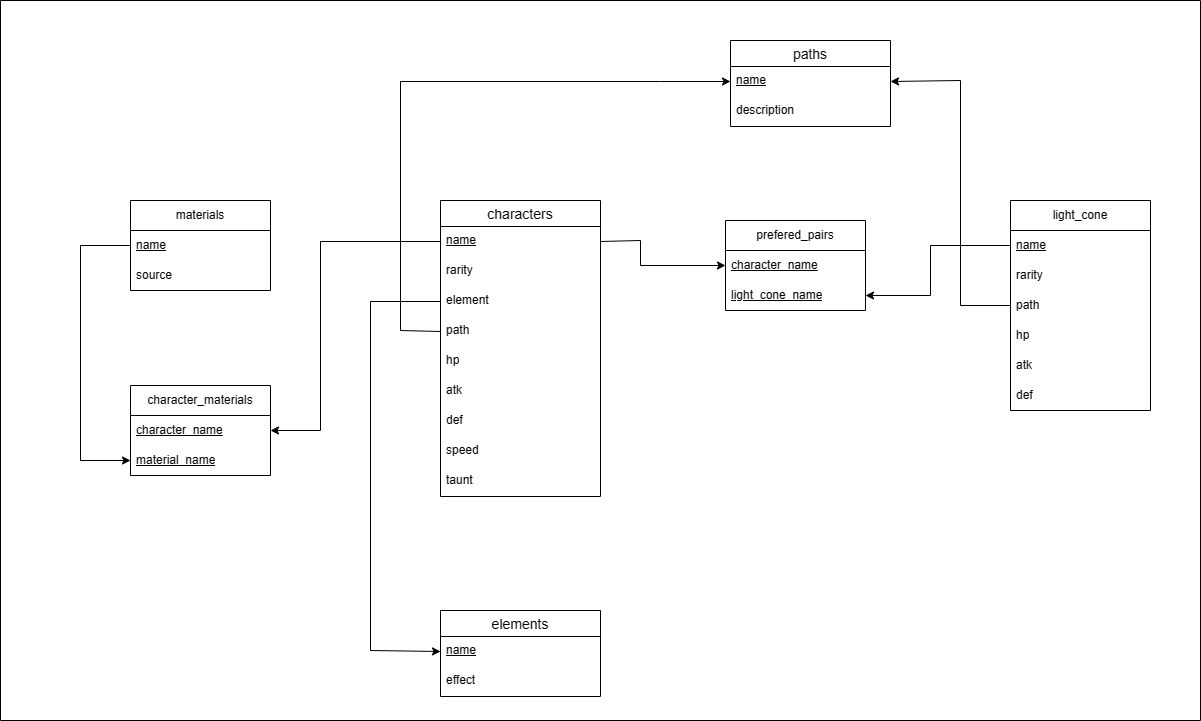 paths
name
description
materials
name
source
characters
name
rarity
element
path
hp
atk
def
speed
taunt
prefered_pairs
character_name
light_cone_name
light_cone
name
rarity
path
hp
atk
def
character_materials
character_name
material_name
elements
name
effect